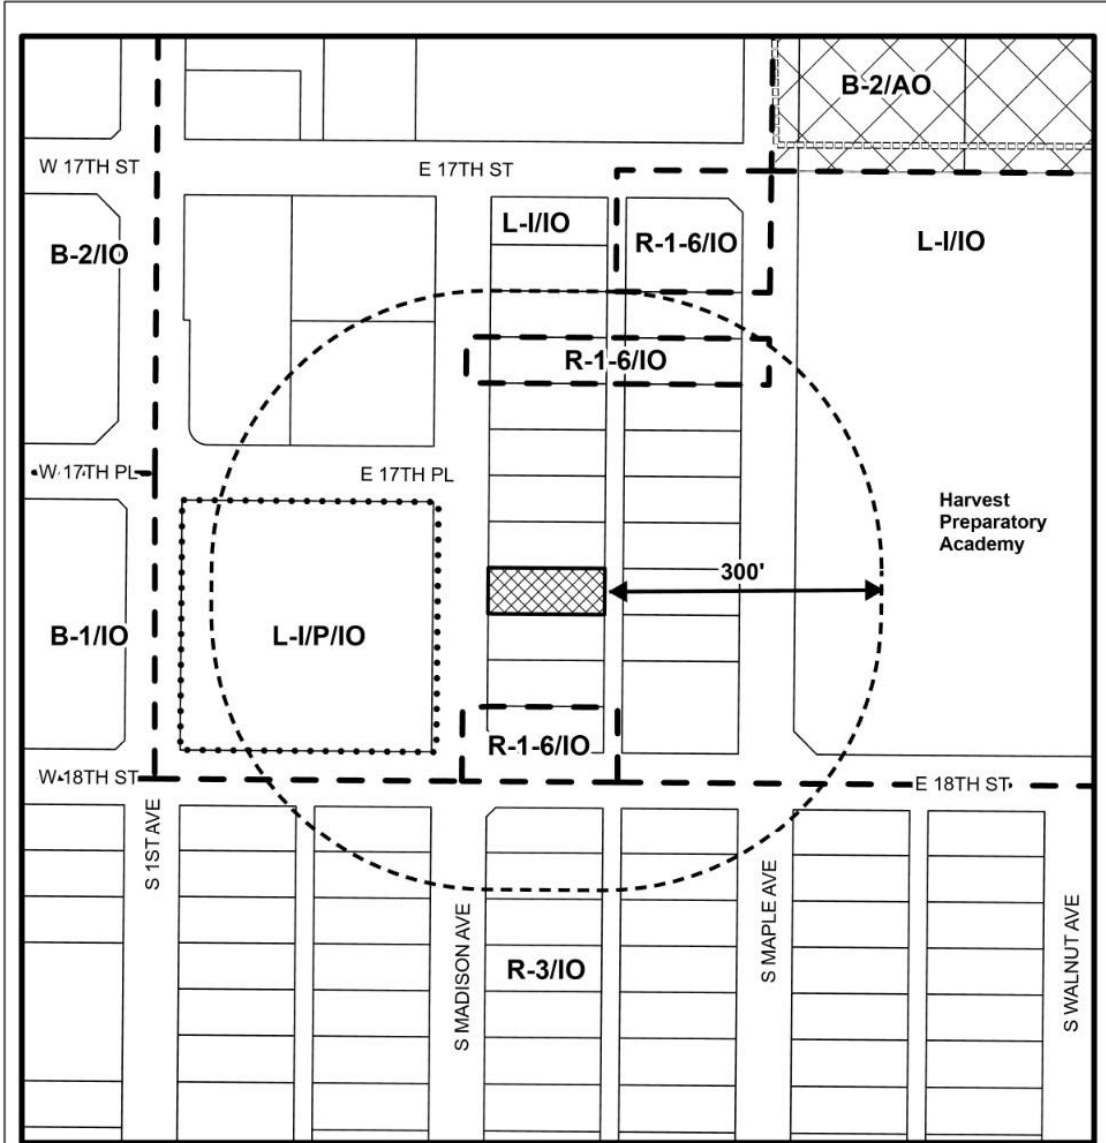 B-2/AO
W 17TH ST
E 17TH ST
L-I/IO
R-1-6/IO
L-I/IO
B-2/IO
R-1-6/IO
W 17TH PL
E 17TH PL
Harvest
Preparatory
Academy
300'
B-1/IO
L-I/P/IO
R-1-6/IO
W 18TH ST
E 18TH ST
S 1ST AVE
S MADISON AVE
S MAPLE AVE
S WALNUT AVE
R-3/IO